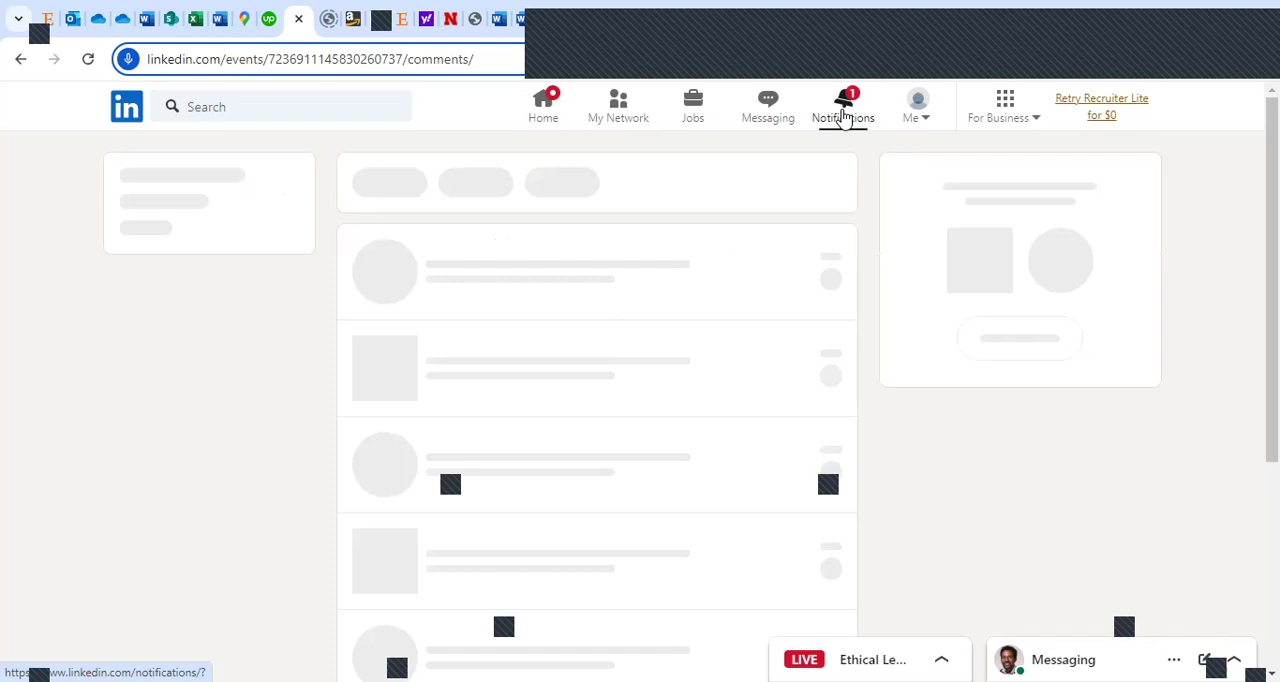 linkedin.com/events/7236911145830260737/comments/
in
Search
Home
My Network
Jobs
Messaging
1
Notifications
Me
For Business
Retry Recruiter Lite
for $0
LIVE
Ethical Le...
Messaging
https://www.linkedin.com/notifications/?